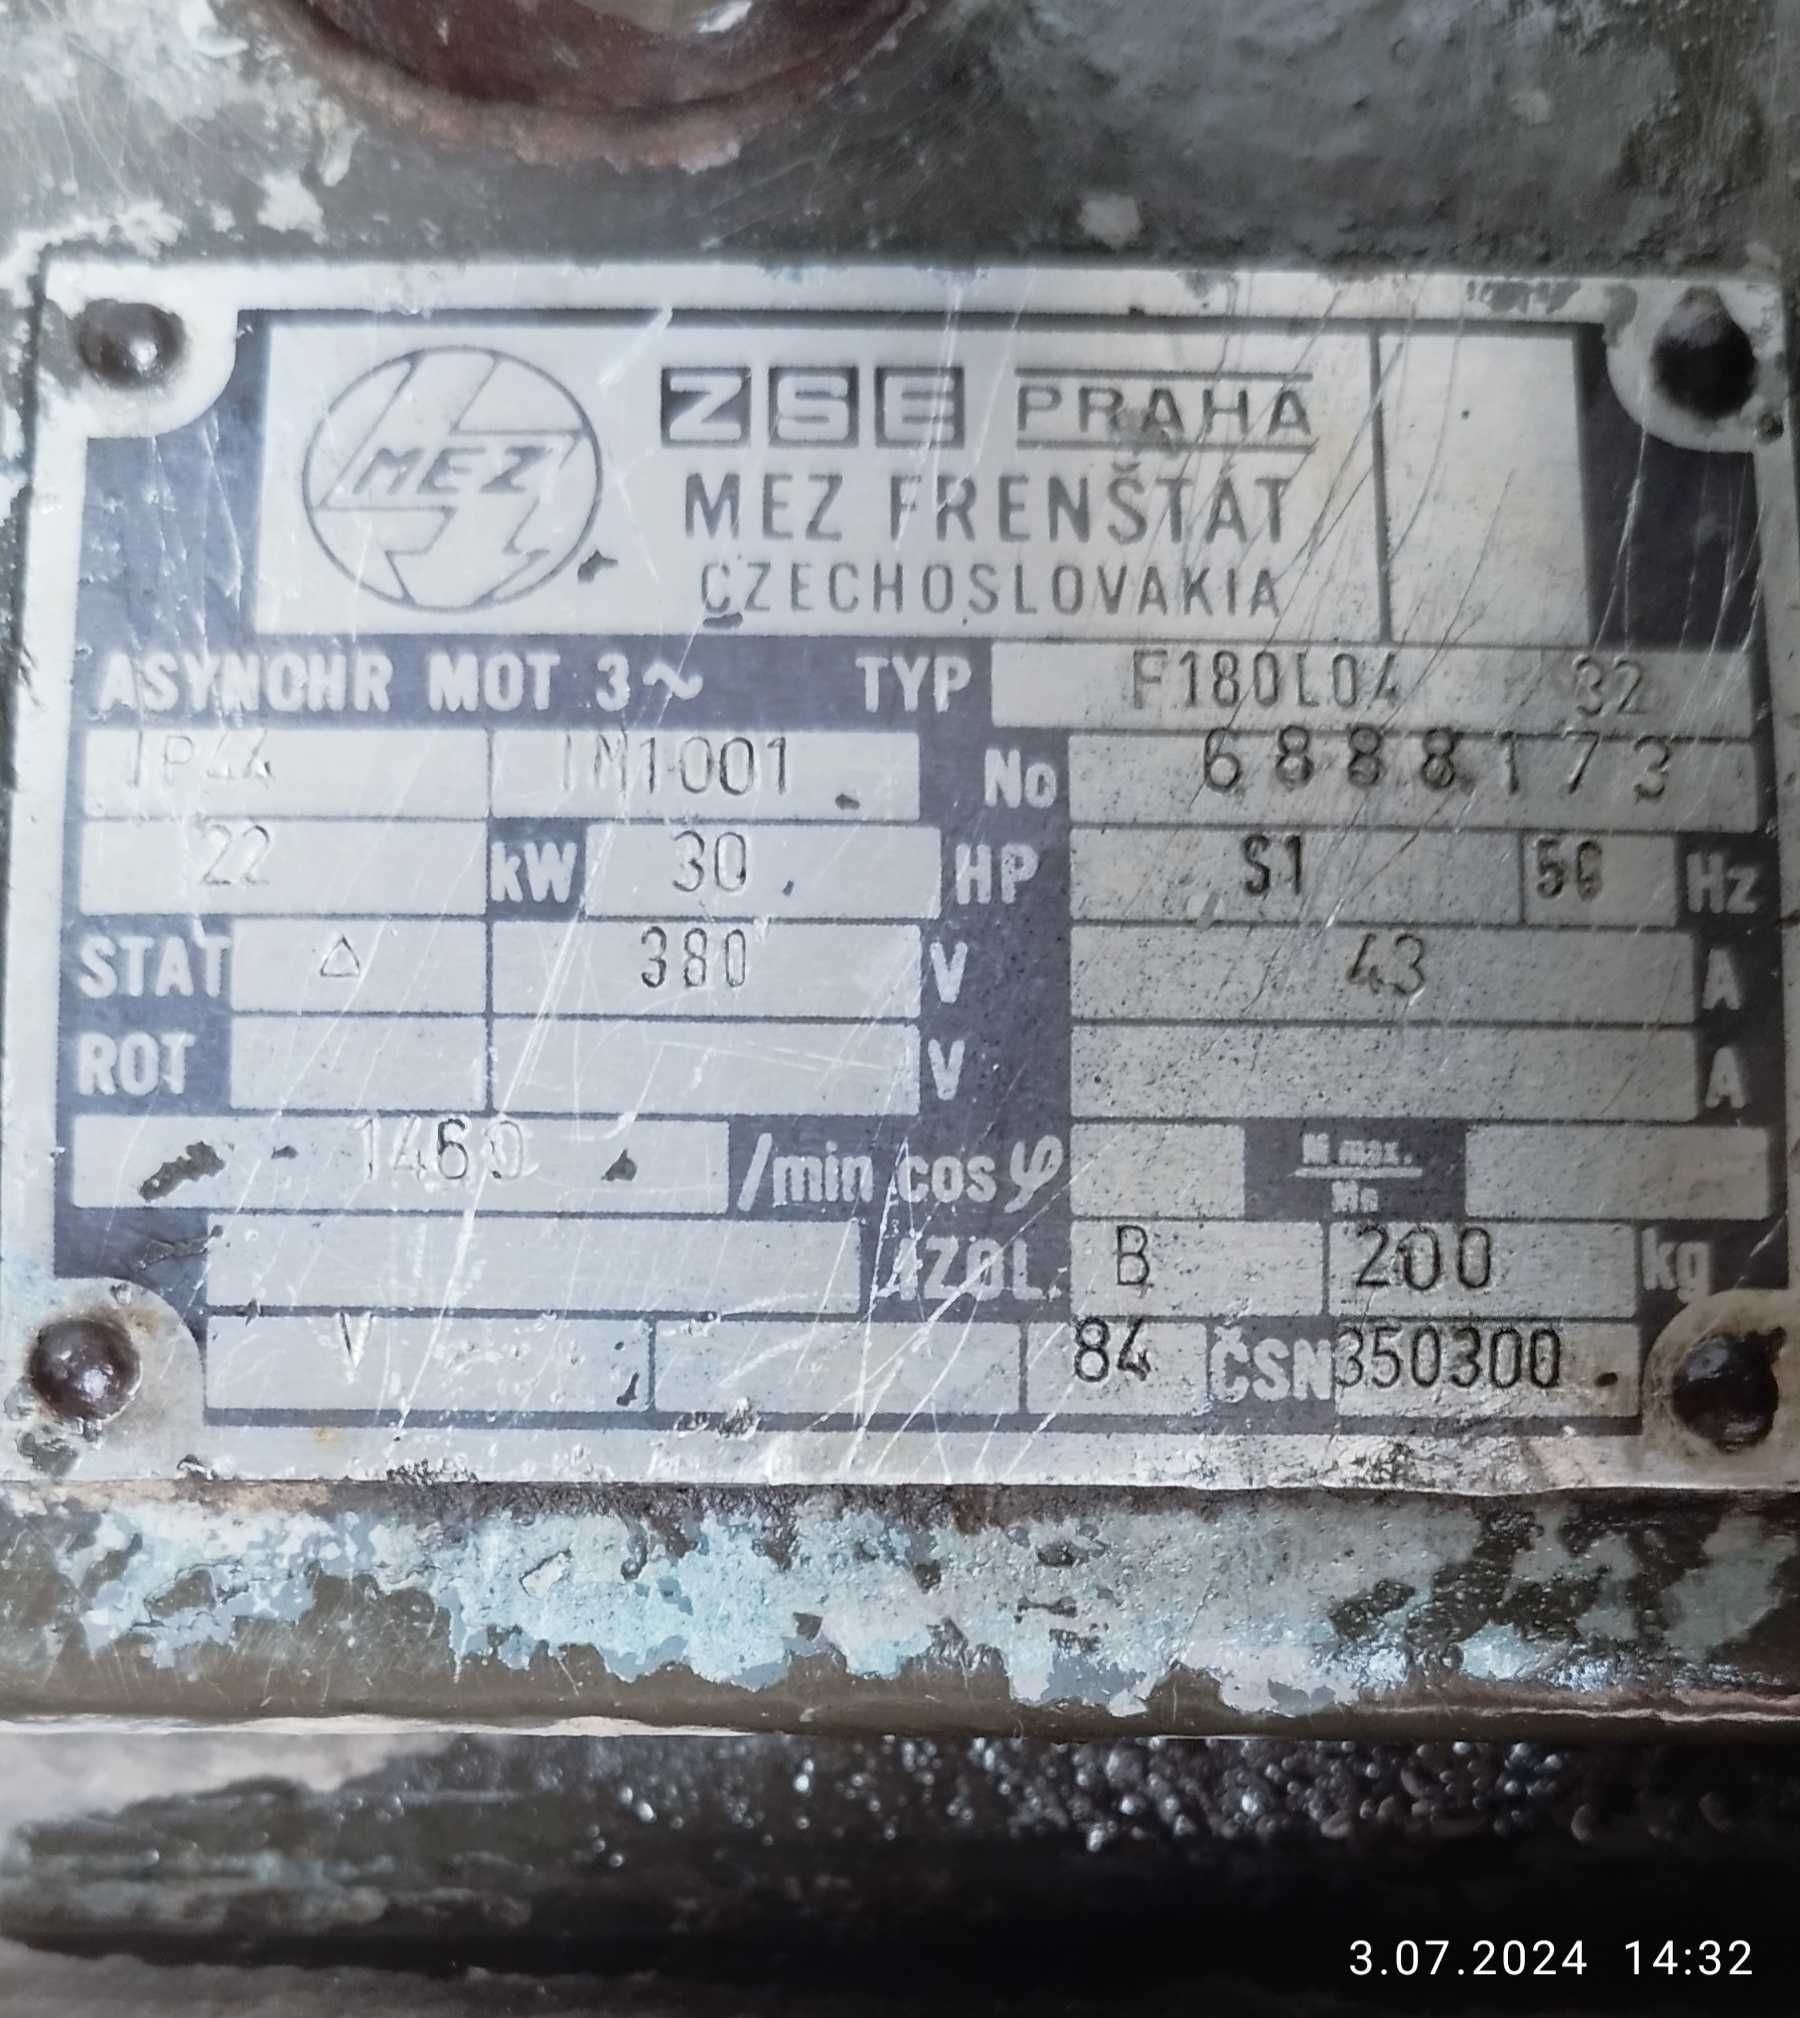 MEZ
ZSE PRAHA
MEZ FRENŠTÁT
CZECHOSLOVAKIA
ASYNCHR MOT 3~ TYP F180L04 32
IP44 IM1001 No 6888173
22 kW 30 HP S1 50 Hz
STAT △ 380 V 43 A
ROT V A
1460 /min cos φ M max. / Mn
IZOL. B 200 kg
V 84 ČSN 350300
3.07.2024 14:32